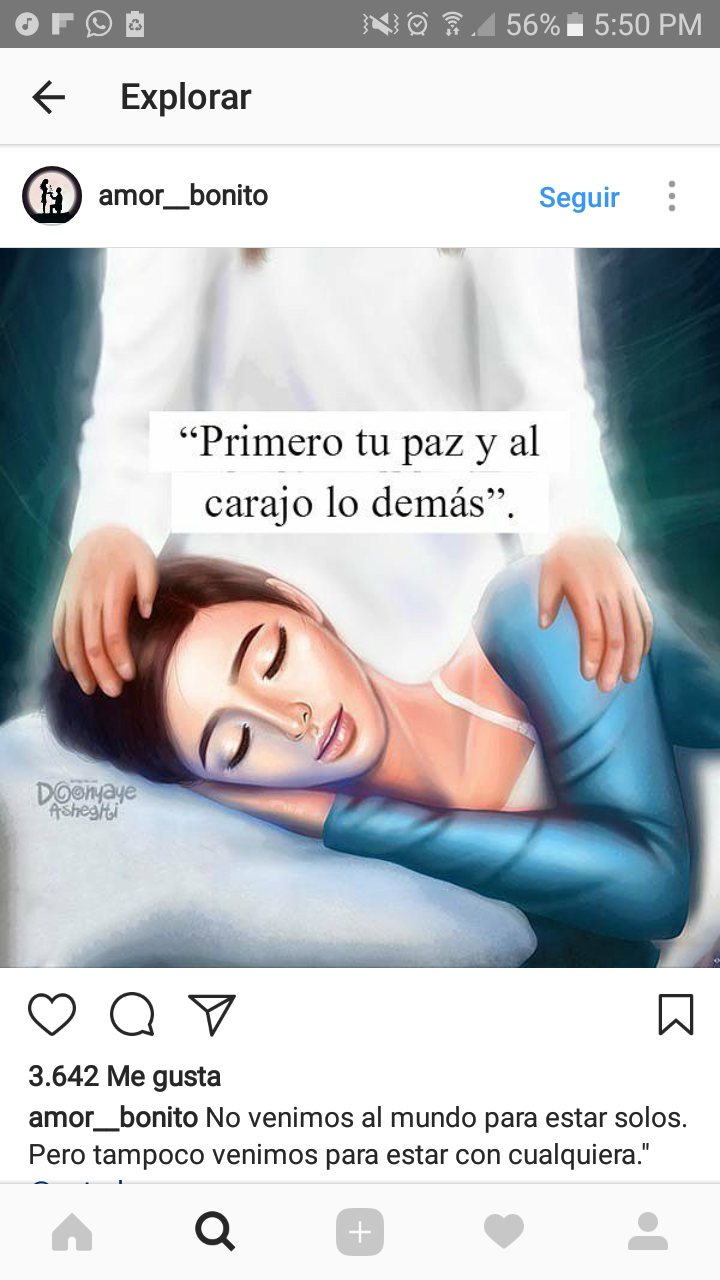 56% 5:50 PM
Explorar
amor__bonito
Seguir
“Primero tu paz y al
carajo lo demás”.
Doonyaye
Asheghi
3.642 Me gusta
amor__bonito No venimos al mundo para estar solos.
Pero tampoco venimos para estar con cualquiera."